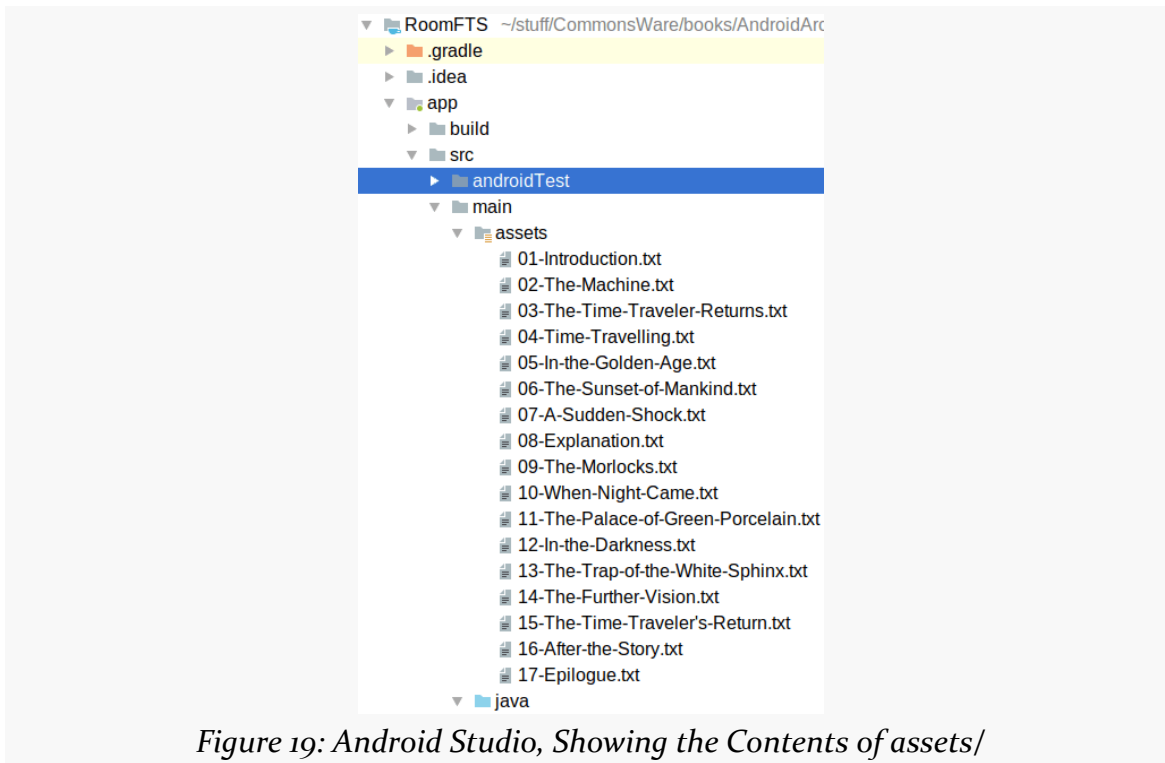 RoomFTS ~/stuff/CommonsWare/books/AndroidArc
.gradle
.idea
app
build
src
androidTest
main
assets
01-Introduction.txt
02-The-Machine.txt
03-The-Time-Traveler-Returns.txt
04-Time-Travelling.txt
05-In-the-Golden-Age.txt
06-The-Sunset-of-Mankind.txt
07-A-Sudden-Shock.txt
08-Explanation.txt
09-The-Morlocks.txt
10-When-Night-Came.txt
11-The-Palace-of-Green-Porcelain.txt
12-In-the-Darkness.txt
13-The-Trap-of-the-White-Sphinx.txt
14-The-Further-Vision.txt
15-The-Time-Traveler's-Return.txt
16-After-the-Story.txt
17-Epilogue.txt
java
Figure 19: Android Studio, Showing the Contents of assets/